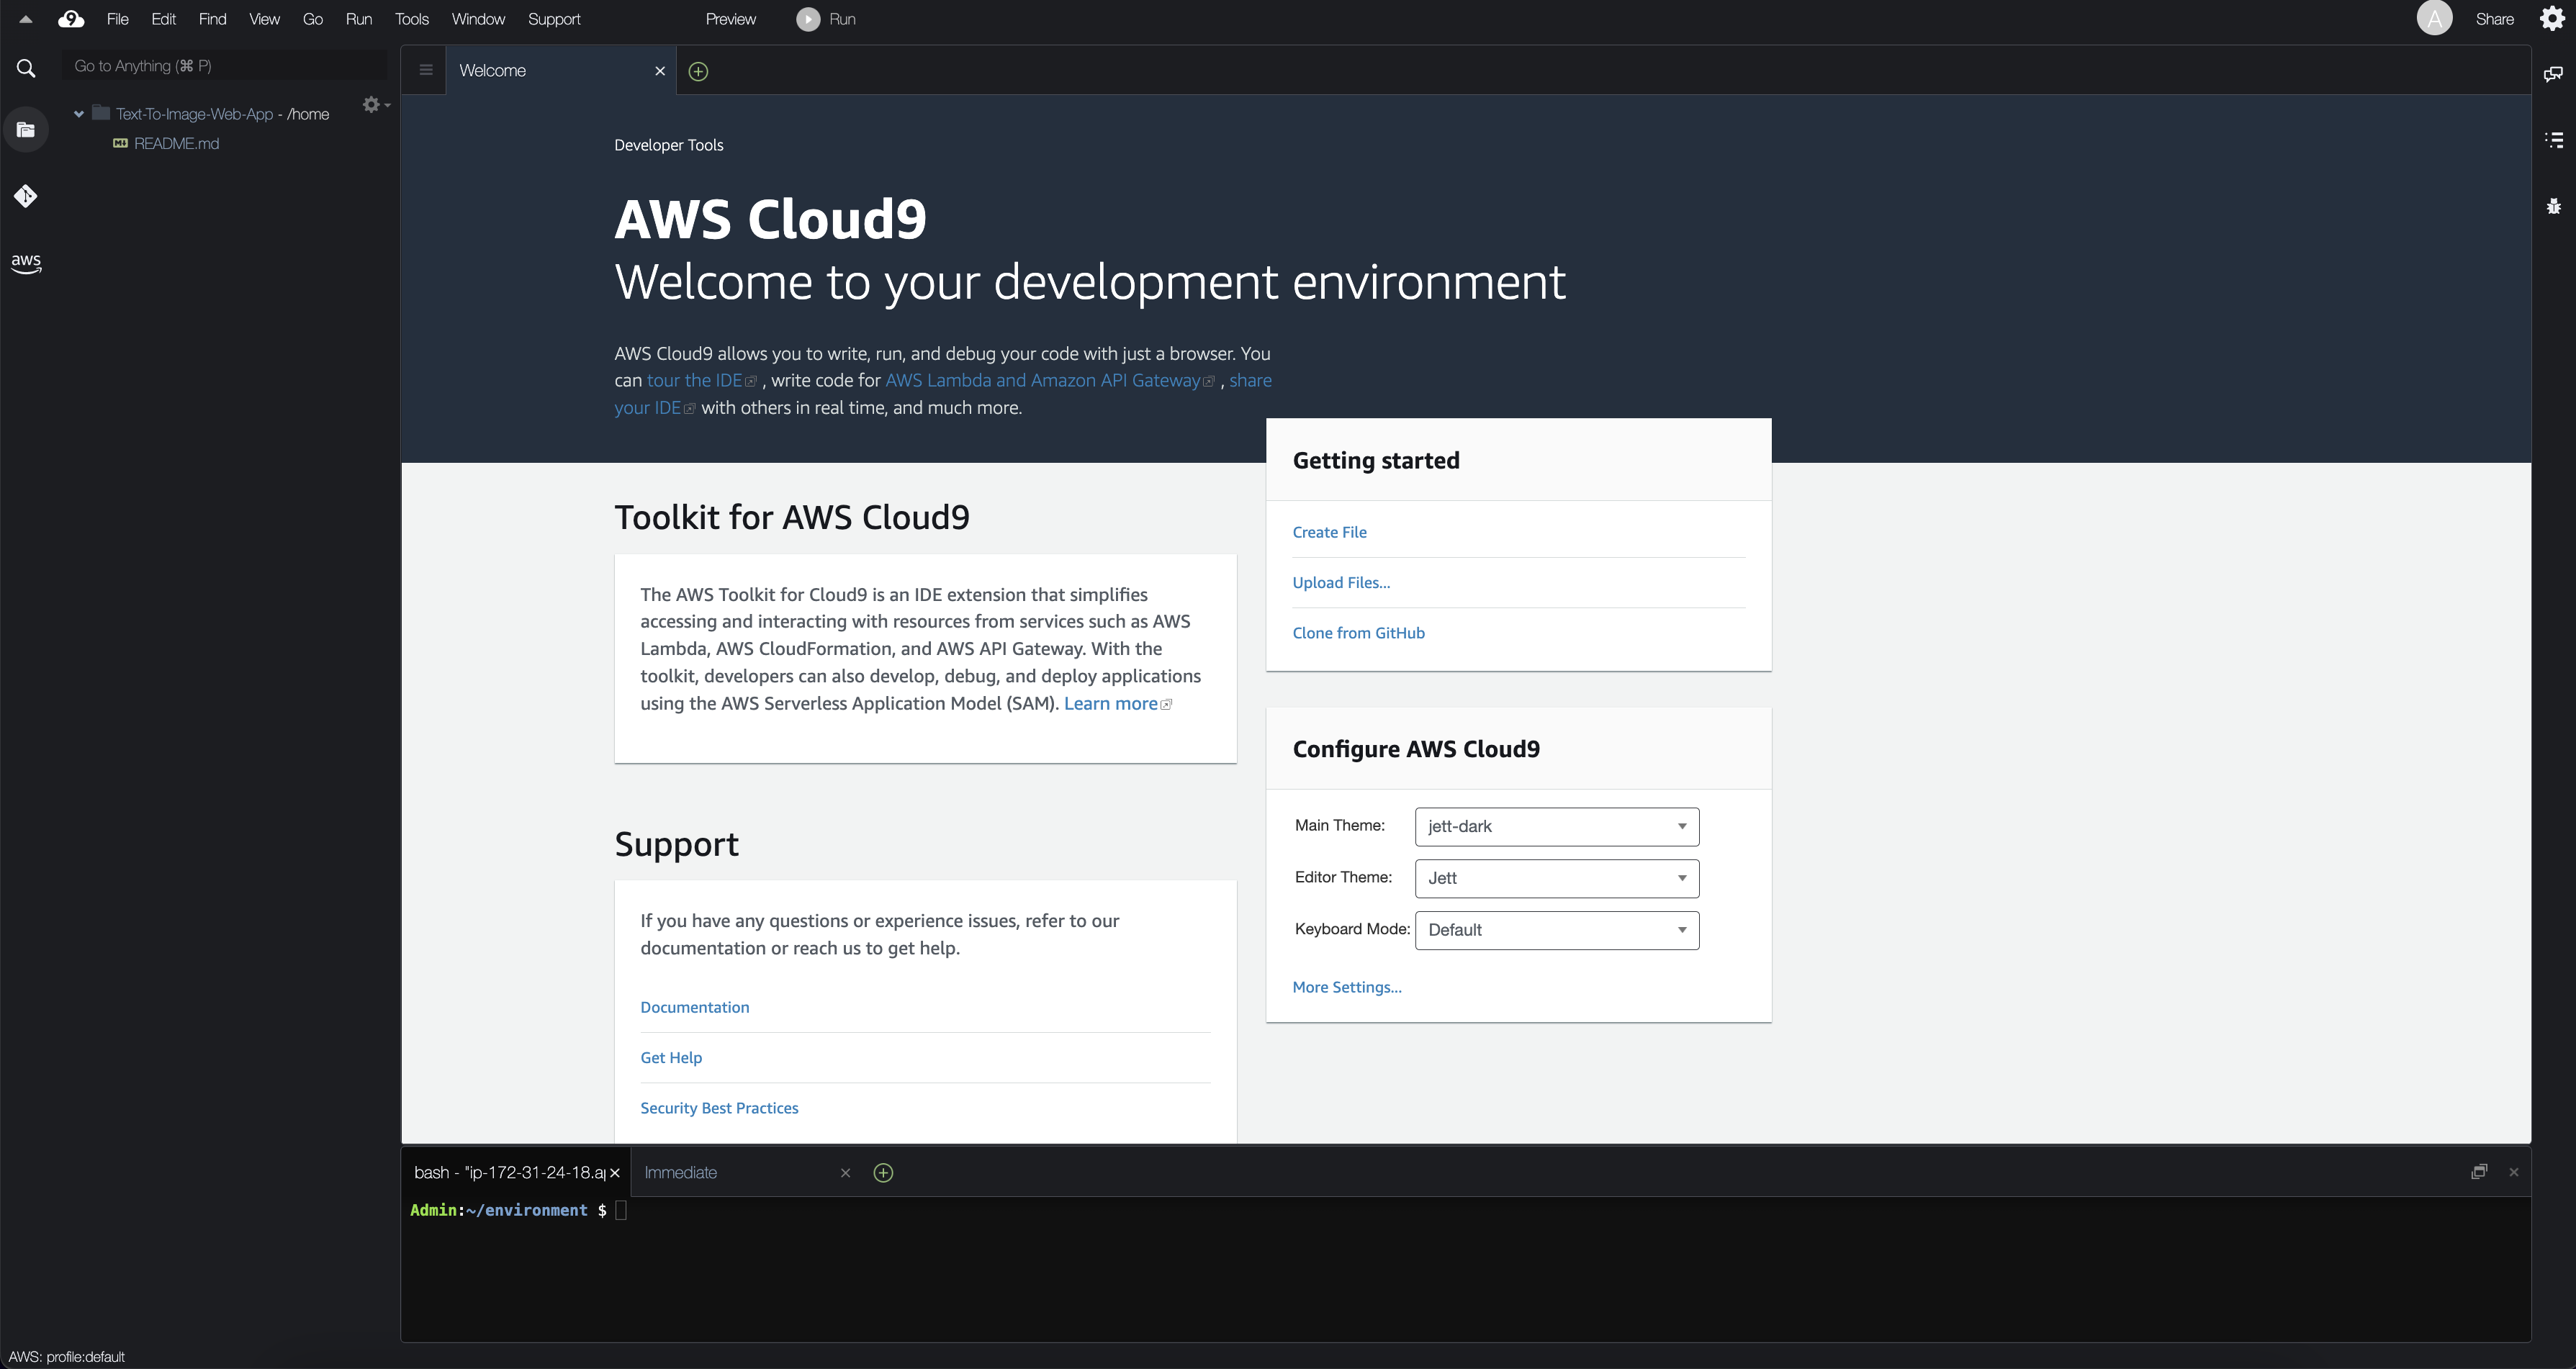 File Edit Find View Go Run Tools Window Support Preview Run A Share
Go to Anything (⌘ P)
Text-To-Image-Web-App - /home
README.md
aws
Welcome
Developer Tools
AWS Cloud9
Welcome to your development environment
AWS Cloud9 allows you to write, run, and debug your code with just a browser. You
can tour the IDE , write code for AWS Lambda and Amazon API Gateway , share
your IDE with others in real time, and much more.
Toolkit for AWS Cloud9
The AWS Toolkit for Cloud9 is an IDE extension that simplifies
accessing and interacting with resources from services such as AWS
Lambda, AWS CloudFormation, and AWS API Gateway. With the
toolkit, developers can also develop, debug, and deploy applications
using the AWS Serverless Application Model (SAM). Learn more
Support
If you have any questions or experience issues, refer to our
documentation or reach us to get help.
Documentation
Get Help
Security Best Practices
Getting started
Create File
Upload Files...
Clone from GitHub
Configure AWS Cloud9
Main Theme: jett-dark
Editor Theme: Jett
Keyboard Mode: Default
More Settings...
bash - "ip-172-31-24-18.ap Immediate
Admin:~/environment $
AWS: profile:default